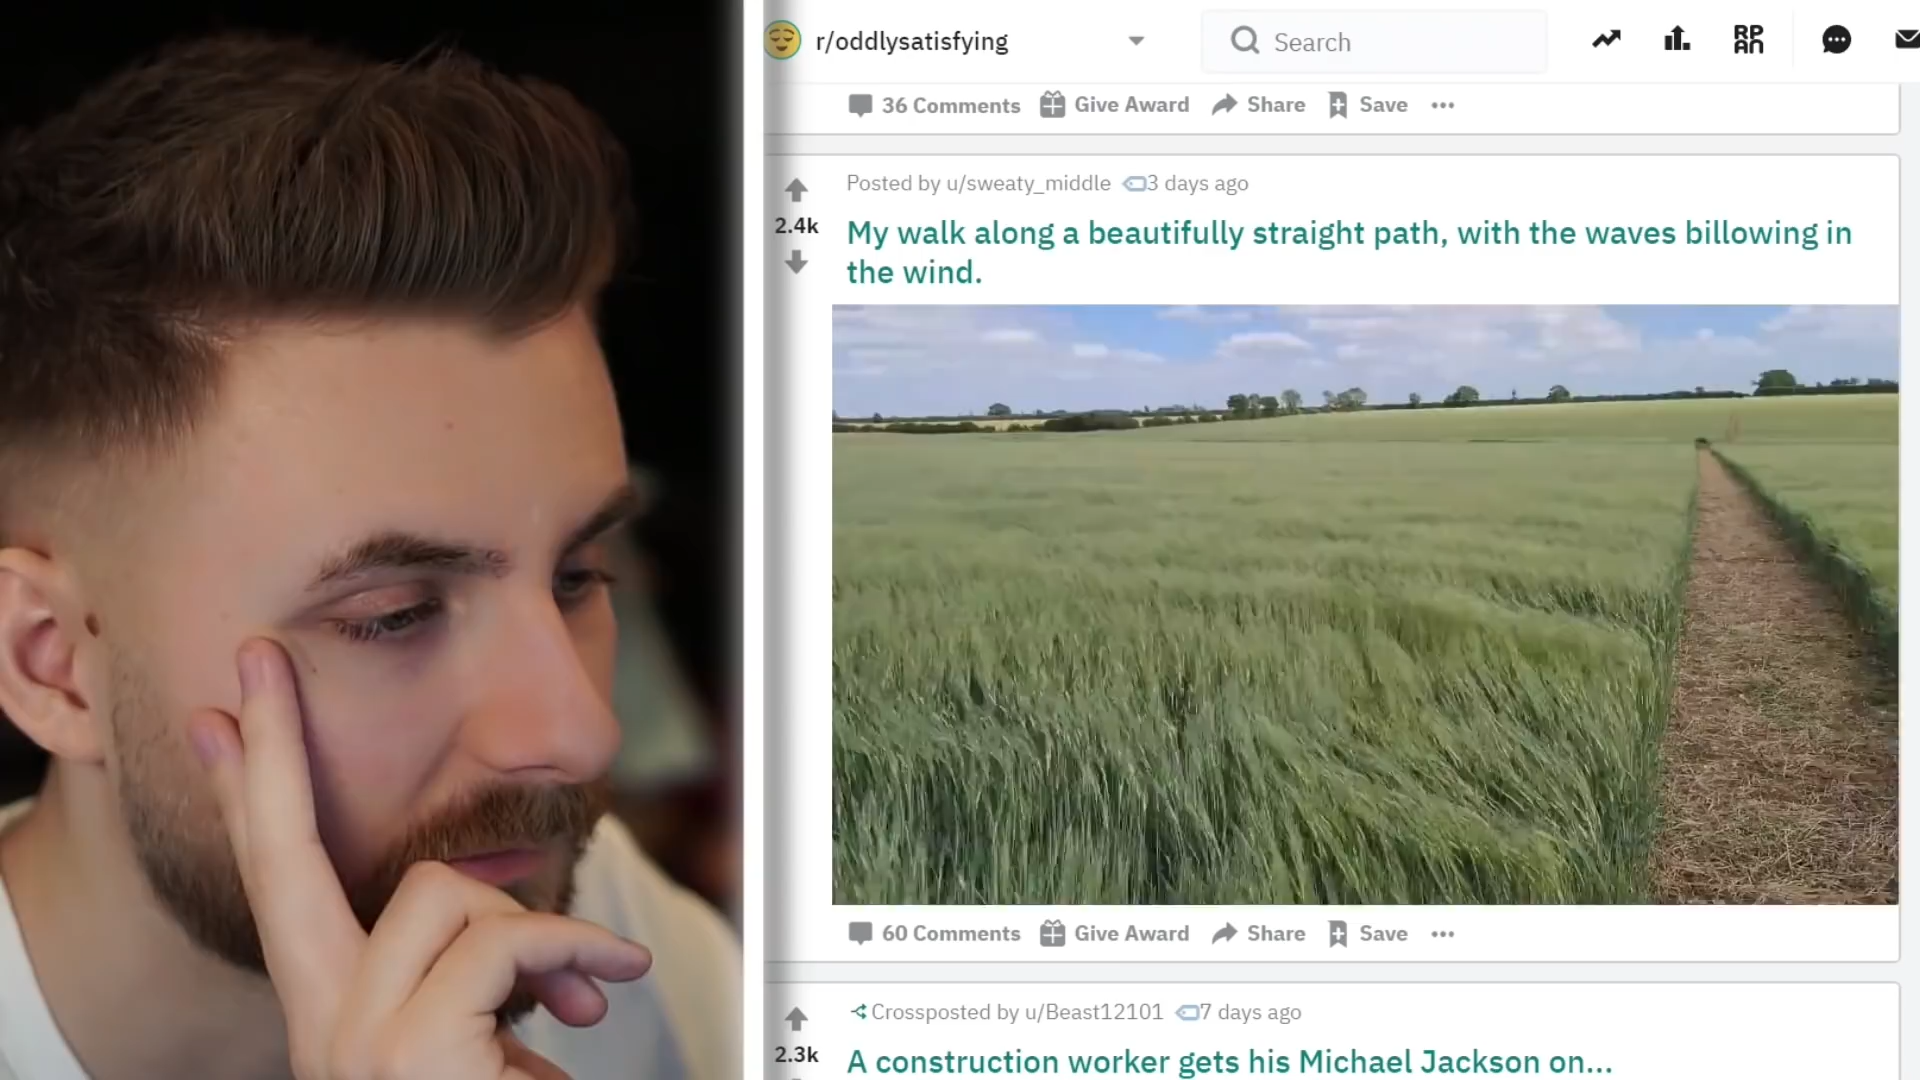 r/oddlysatisfying
Search
RPAN
36 Comments Give Award Share Save
Posted by u/sweaty_middle 3 days ago
2.4k
My walk along a beautifully straight path, with the waves billowing in
the wind.
60 Comments Give Award Share Save
Crossposted by u/Beast12101 7 days ago
2.3k
A construction worker gets his Michael Jackson on...